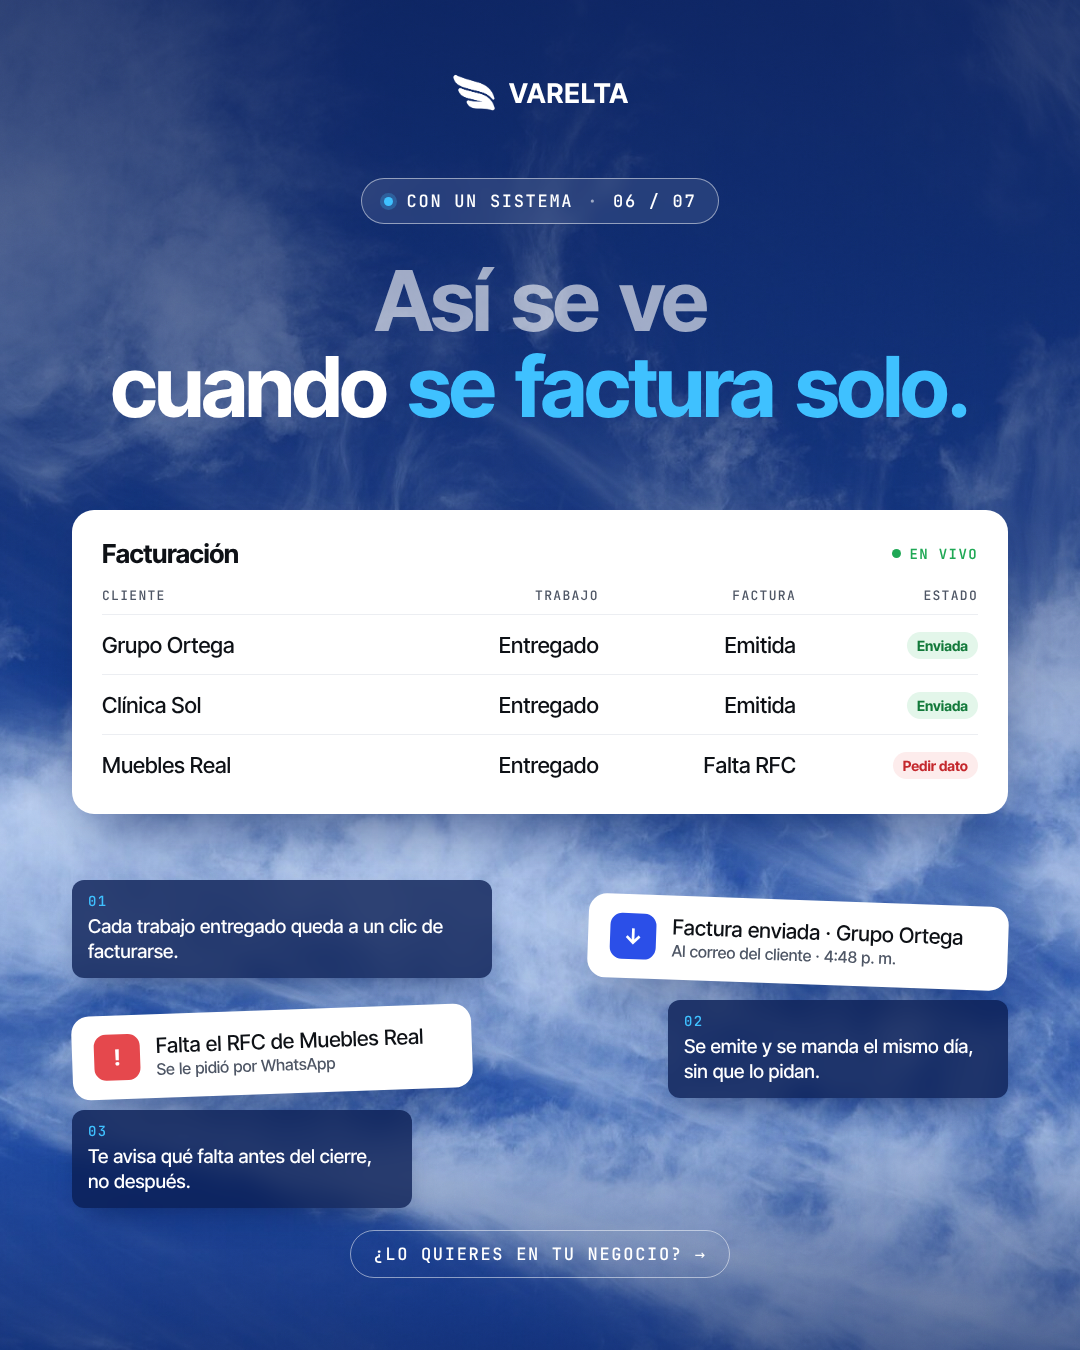 VARELTA
CON UN SISTEMA · 06 / 07
Así se ve
cuando se factura solo.
Facturación
EN VIVO
CLIENTE TRABAJO FACTURA ESTADO
Grupo Ortega Entregado Emitida Enviada
Clínica Sol Entregado Emitida Enviada
Muebles Real Entregado Falta RFC Pedir dato
01
Cada trabajo entregado queda a un clic de
facturarse.
Factura enviada · Grupo Ortega
Al correo del cliente · 4:48 p. m.
02
Se emite y se manda el mismo día,
sin que lo pidan.
!
Falta el RFC de Muebles Real
Se le pidió por WhatsApp
03
Te avisa qué falta antes del cierre,
no después.
¿LO QUIERES EN TU NEGOCIO? →